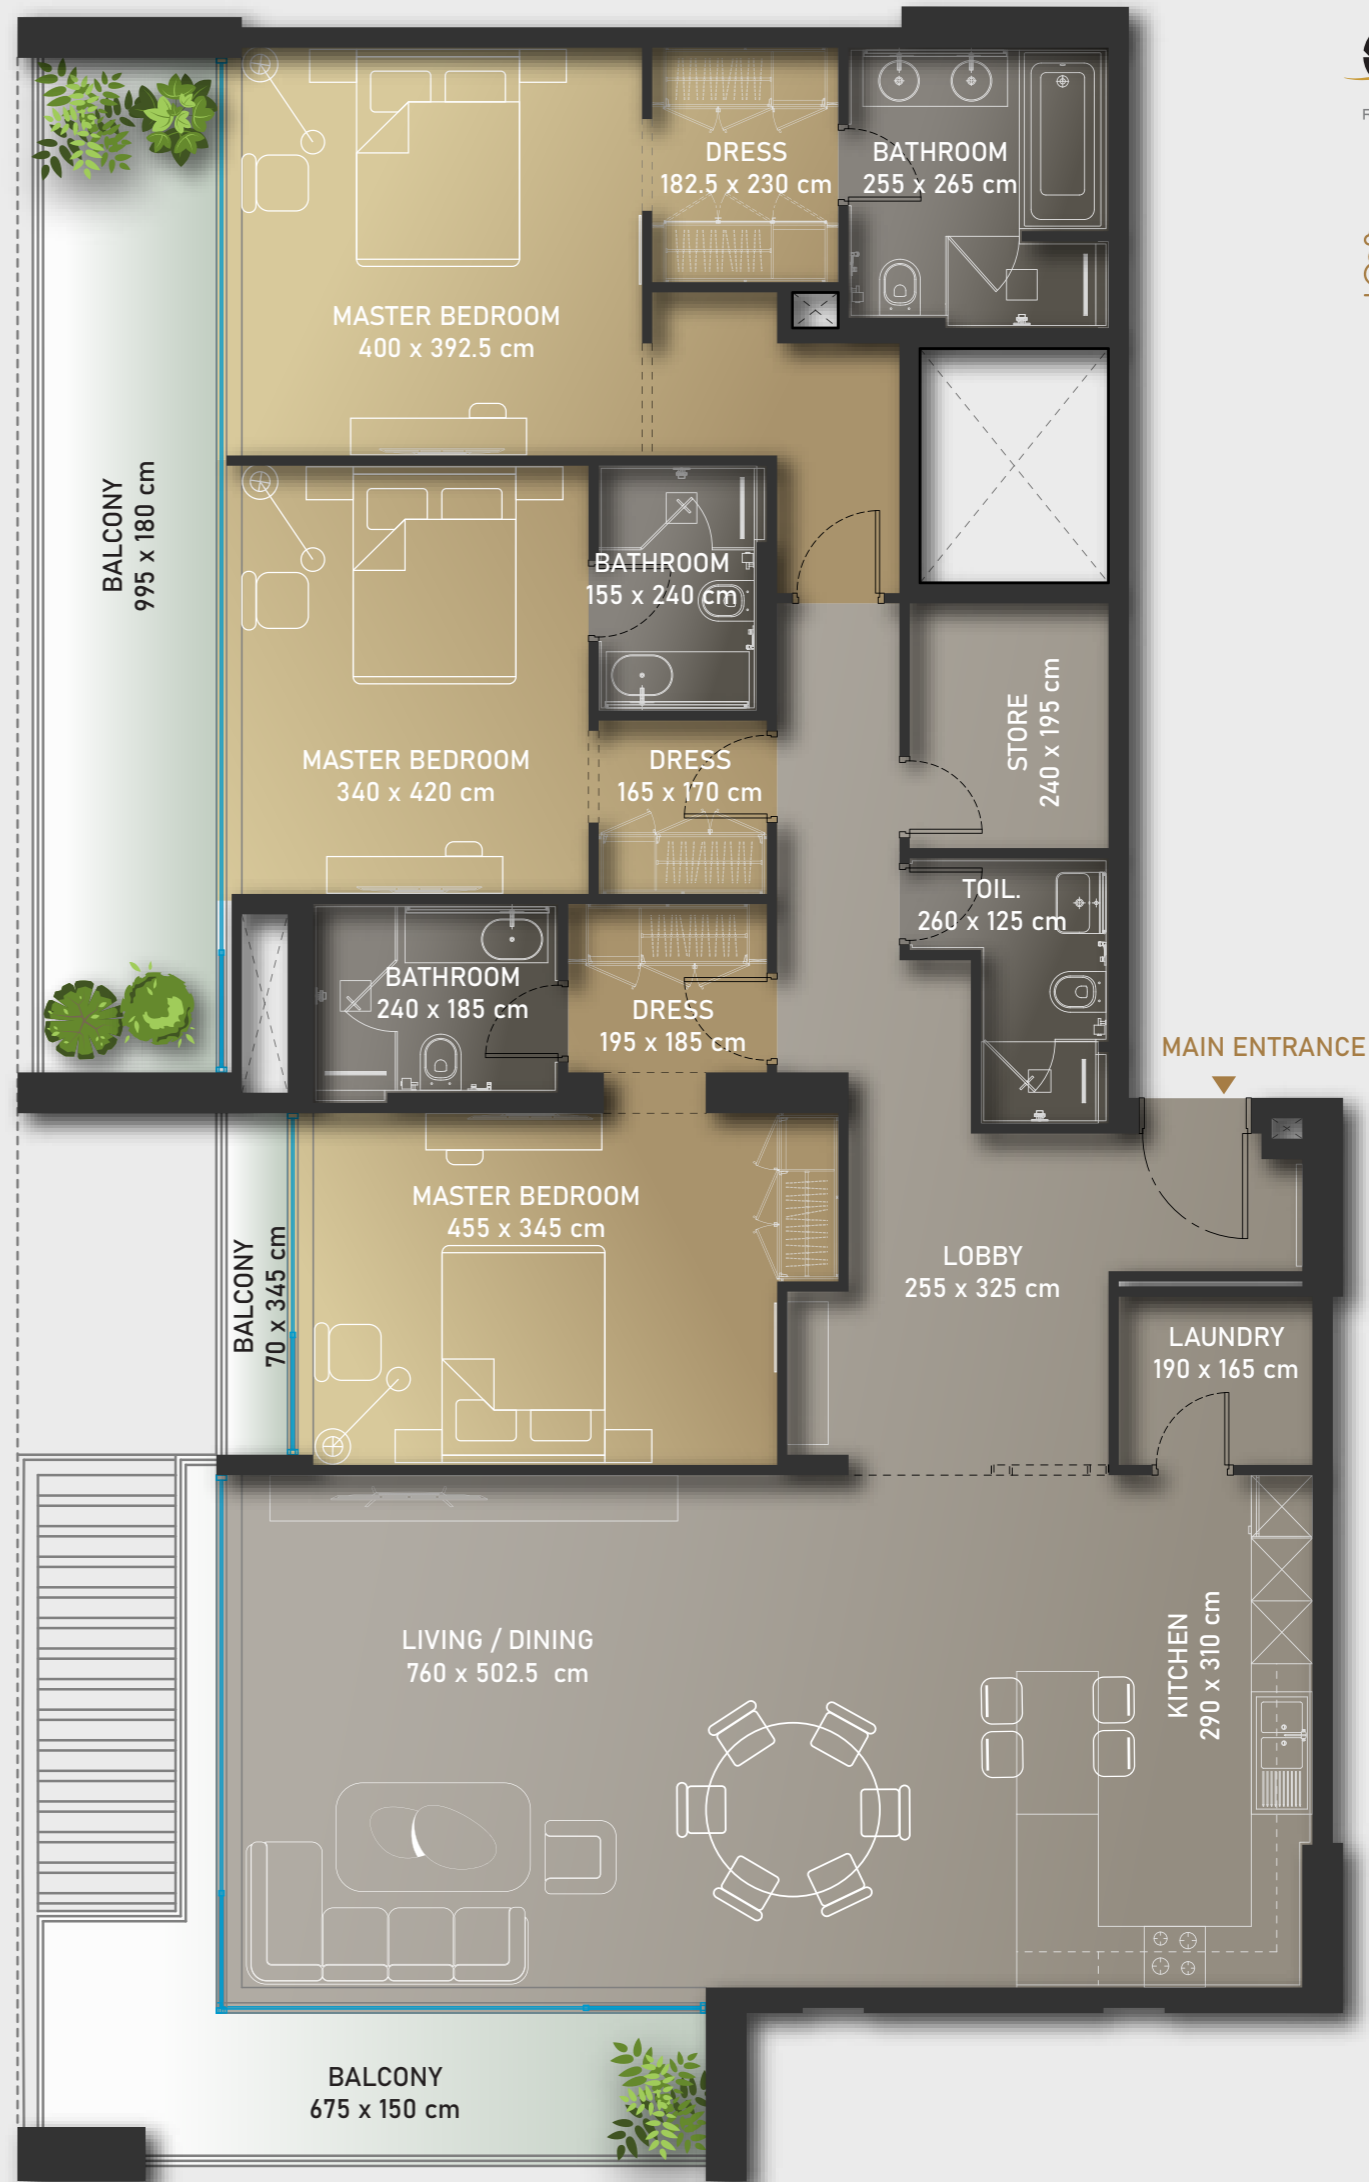 DRESS
182.5 x 230 cm
BATHROOM
255 x 265 cm
MASTER BEDROOM
400 x 392.5 cm
BALCONY
995 x 180 cm
BATHROOM
155 x 240 cm
MASTER BEDROOM
340 x 420 cm
DRESS
165 x 170 cm
STORE
240 x 195 cm
TOIL.
260 x 125 cm
BATHROOM
240 x 185 cm
DRESS
195 x 185 cm
MAIN ENTRANCE
MASTER BEDROOM
455 x 345 cm
BALCONY
70 x 345 cm
LOBBY
255 x 325 cm
LAUNDRY
190 x 165 cm
LIVING / DINING
760 x 502.5 cm
KITCHEN
290 x 310 cm
BALCONY
675 x 150 cm